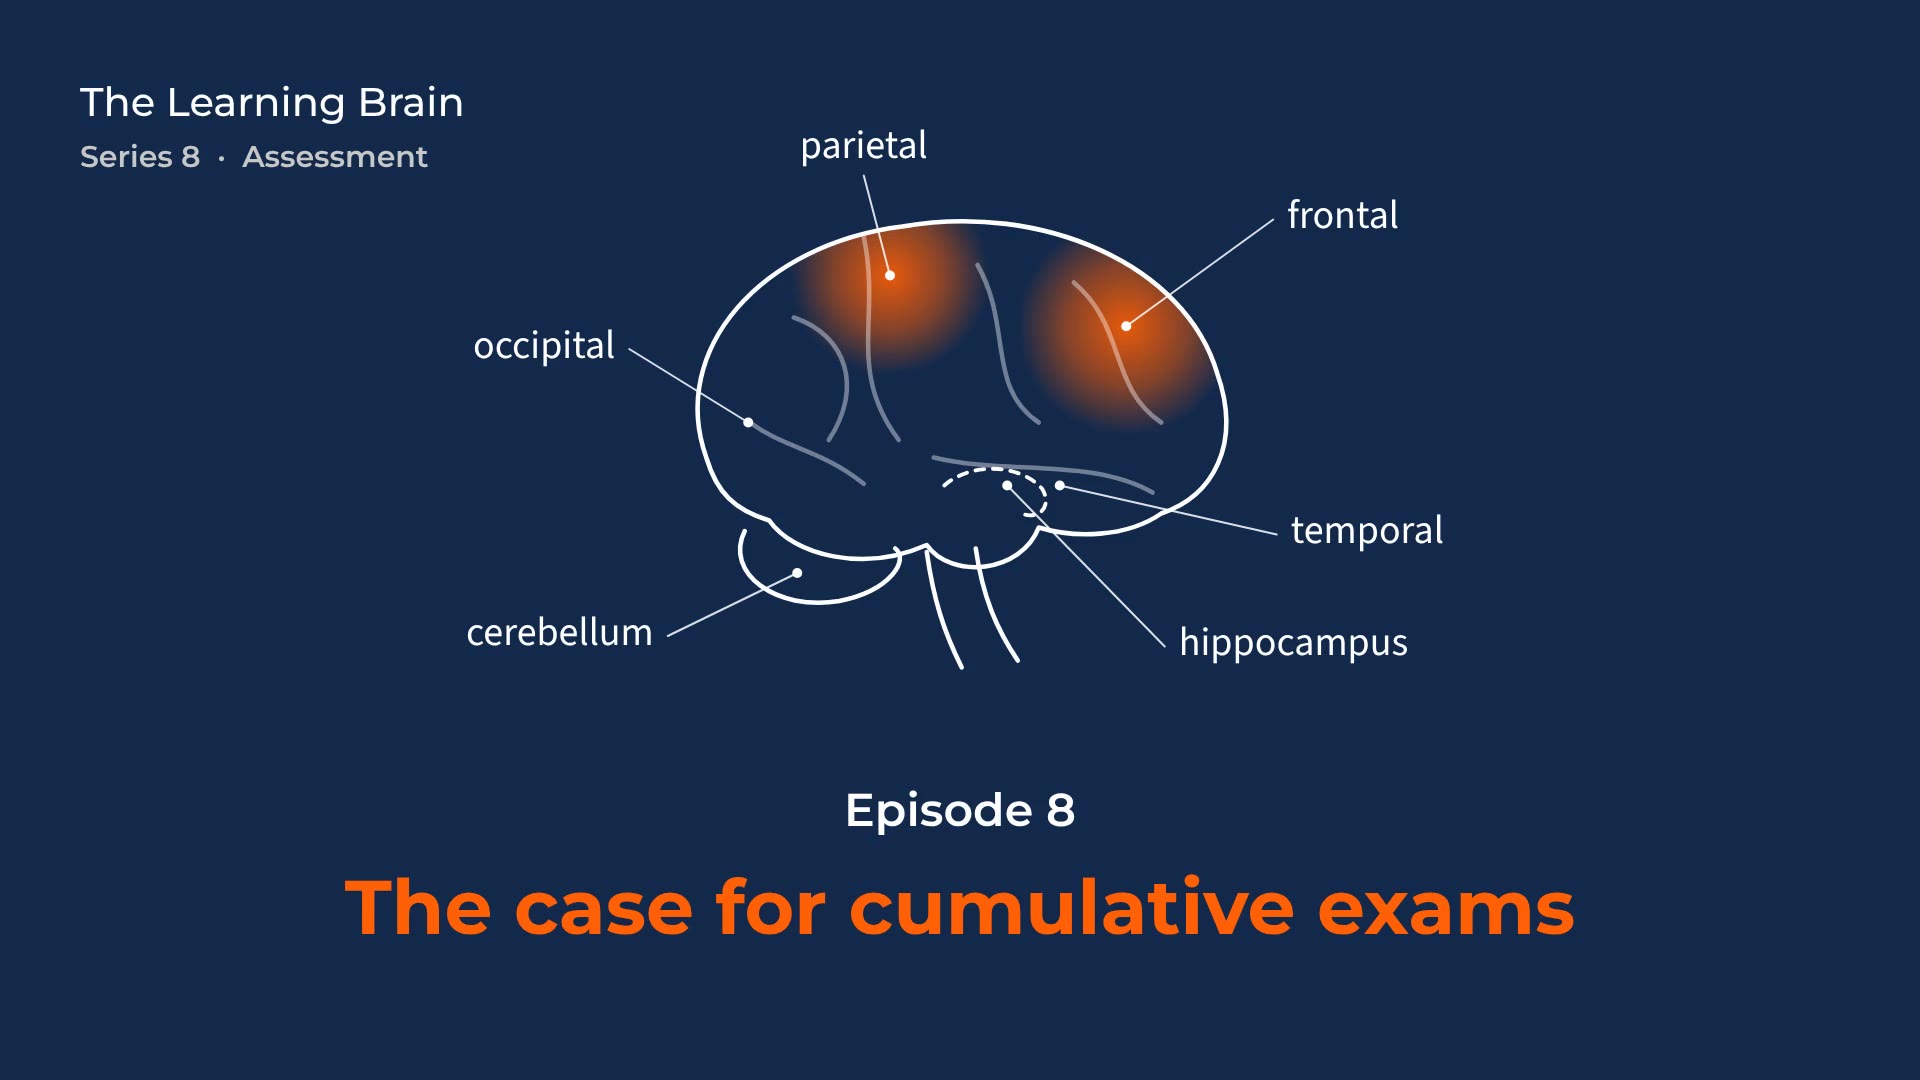 The Learning Brain
Series 8 · Assessment
parietal
frontal
occipital
temporal
cerebellum
hippocampus
Episode 8
The case for cumulative exams